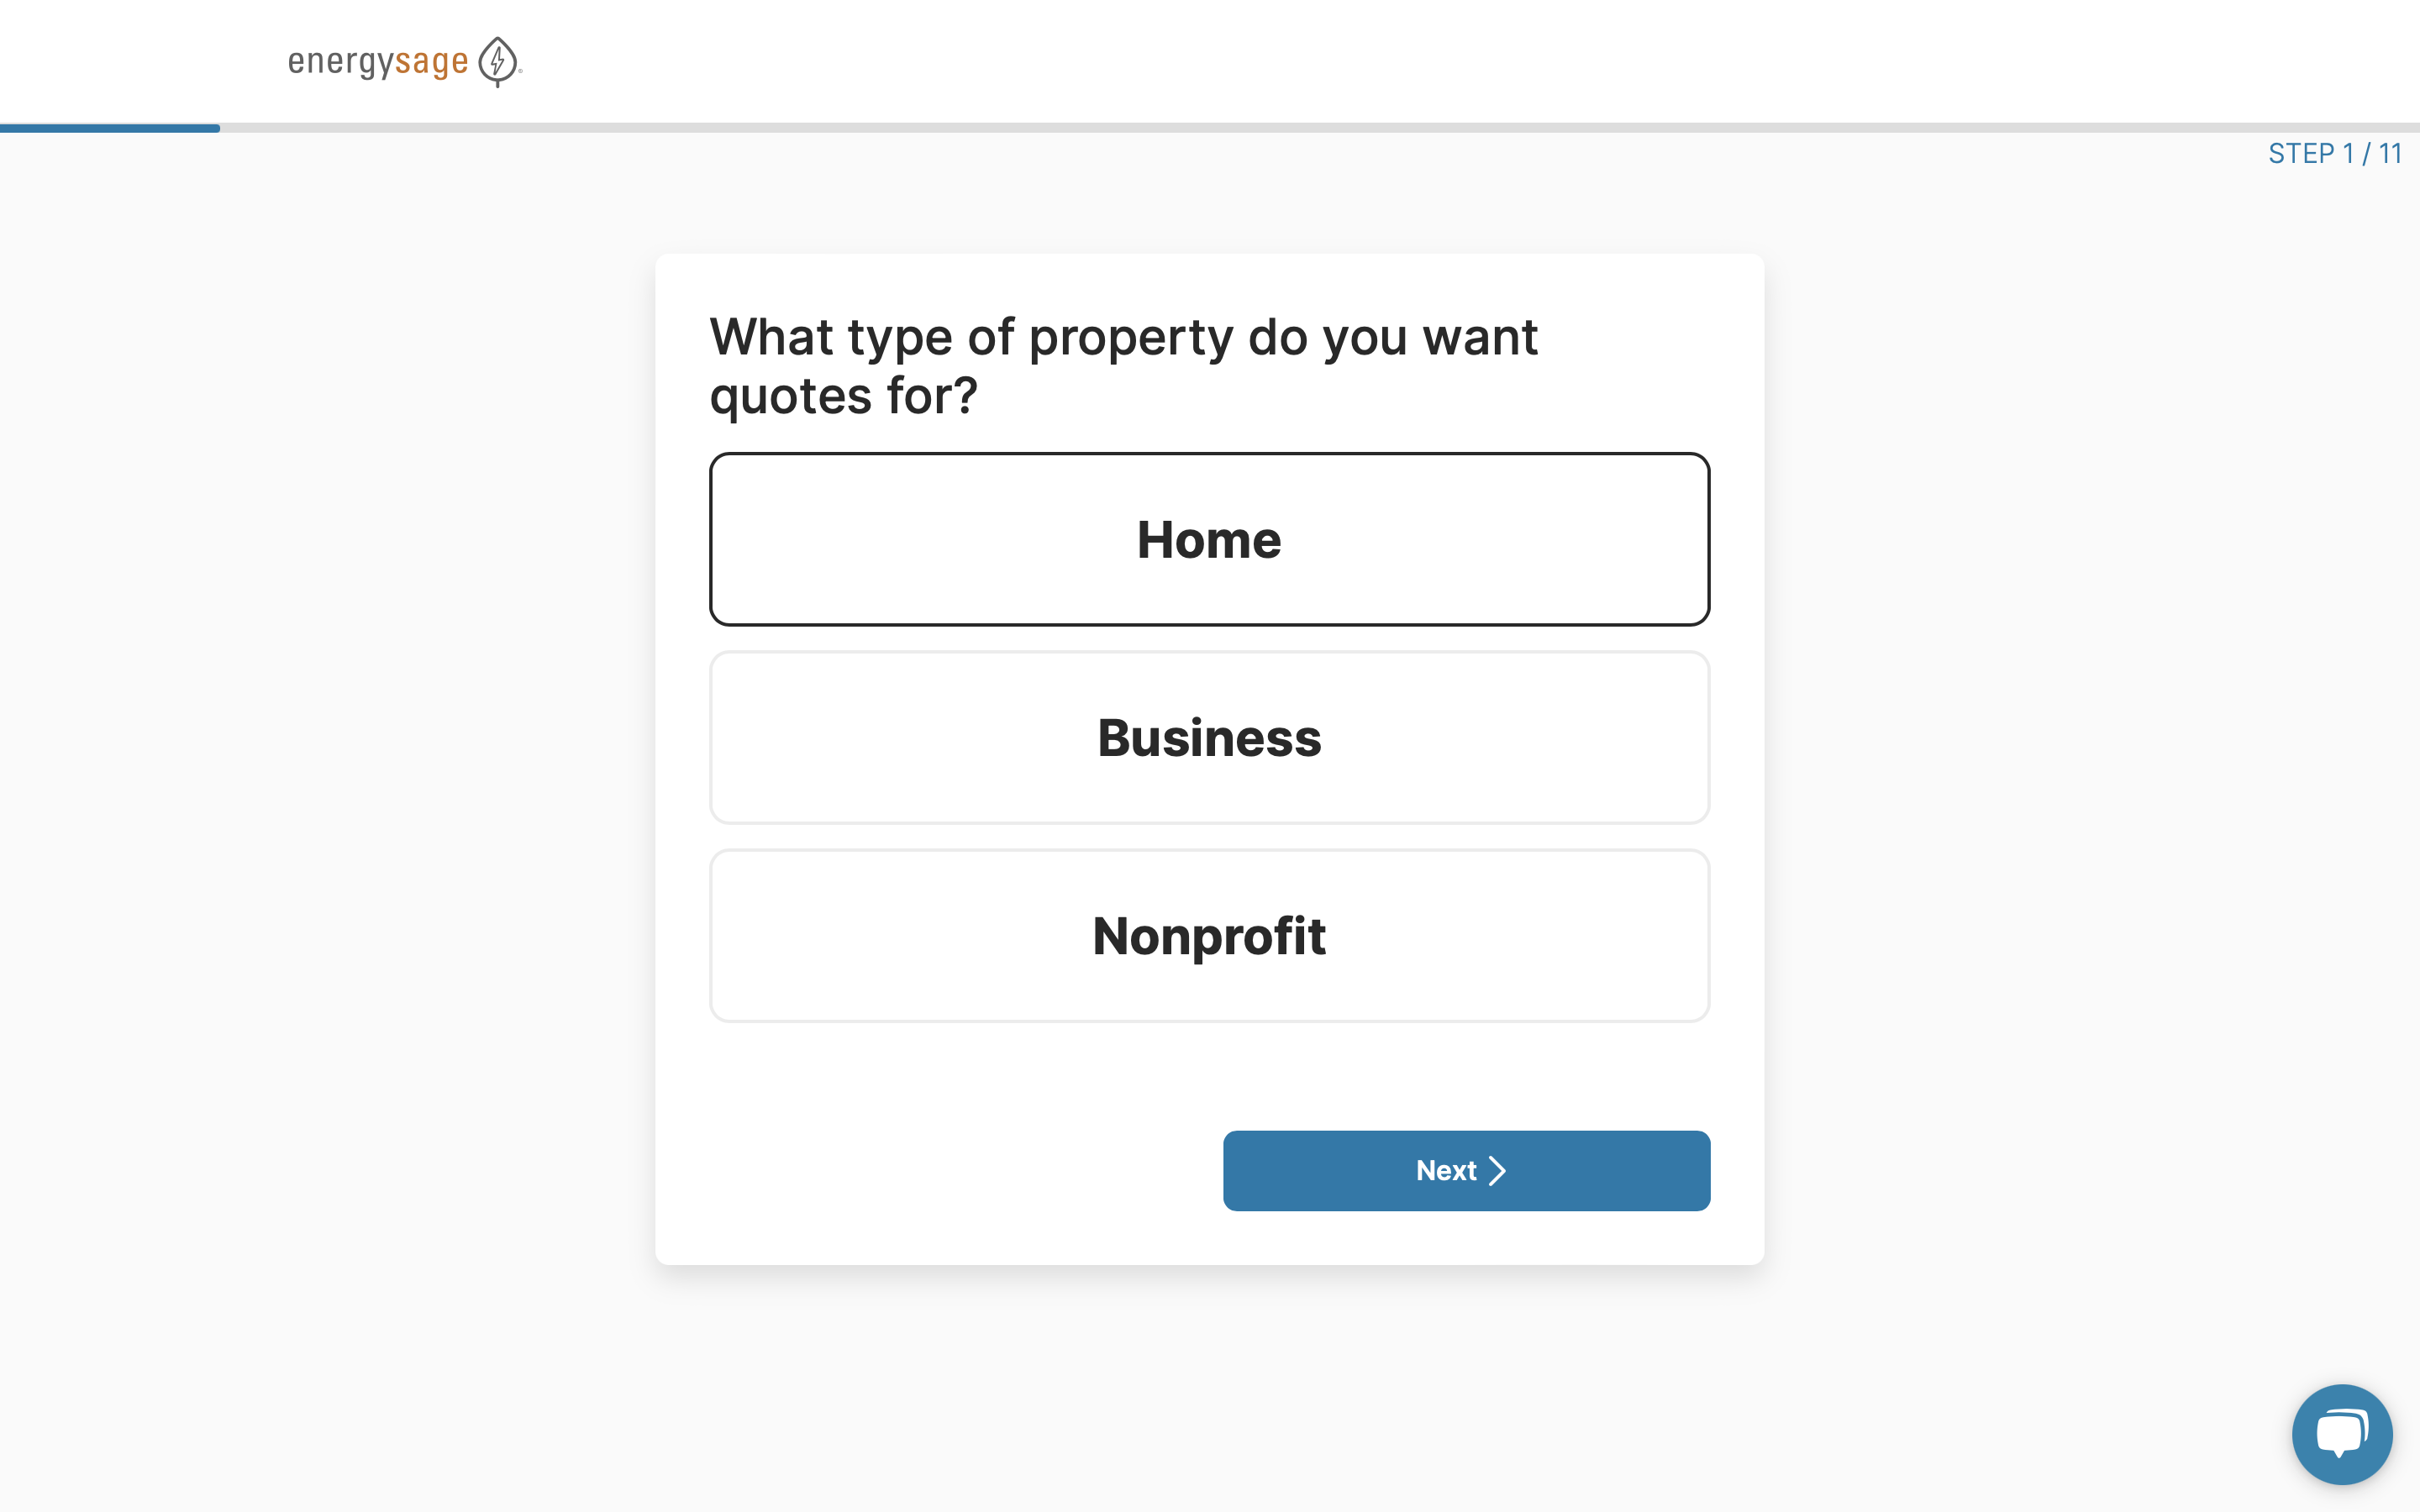 energysage
STEP 1 / 11
What type of property do you want
quotes for?
Home
Business
Nonprofit
Next